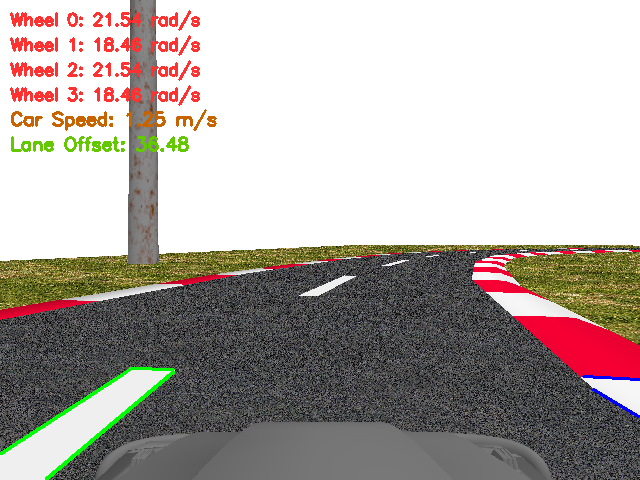 Wheel 0: 21.54 rad/s
Wheel 1: 18.46 rad/s
Wheel 2: 21.54 rad/s
Wheel 3: 18.46 rad/s
Car Speed: 1.25 m/s
Lane Offset: 36.48